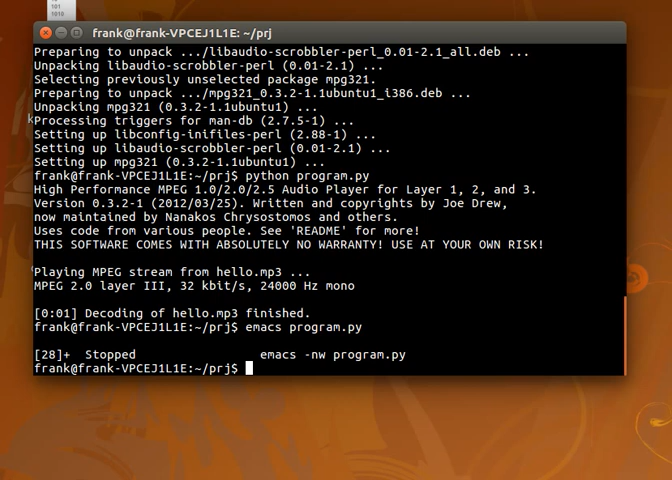 101
1010
frank@frank-VPCEJ1L1E: ~/prj
Preparing to unpack .../libaudio-scrobbler-perl_0.01-2.1_all.deb ...
Unpacking libaudio-scrobbler-perl (0.01-2.1) ...
Selecting previously unselected package mpg321.
Preparing to unpack .../mpg321_0.3.2-1.1ubuntu1_i386.deb ...
Unpacking mpg321 (0.3.2-1.1ubuntu1) ...
Processing triggers for man-db (2.7.5-1) ...
Setting up libconfig-inifiles-perl (2.88-1) ...
Setting up libaudio-scrobbler-perl (0.01-2.1) ...
Setting up mpg321 (0.3.2-1.1ubuntu1) ...
frank@frank-VPCEJ1L1E:~/prj$ python program.py
High Performance MPEG 1.0/2.0/2.5 Audio Player for Layer 1, 2, and 3.
Version 0.3.2-1 (2012/03/25). Written and copyrights by Joe Drew,
now maintained by Nanakos Chrysostomos and others.
Uses code from various people. See 'README' for more!
THIS SOFTWARE COMES WITH ABSOLUTELY NO WARRANTY! USE AT YOUR OWN RISK!
Playing MPEG stream from hello.mp3 ...
MPEG 2.0 layer III, 32 kbit/s, 24000 Hz mono
[0:01] Decoding of hello.mp3 finished.
frank@frank-VPCEJ1L1E:~/prj$ emacs program.py
[28]+  Stopped                 emacs -nw program.py
frank@frank-VPCEJ1L1E:~/prj$